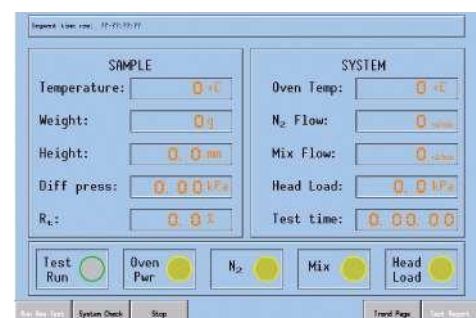 SAMPLE
Temperature: 0 °C
Weight: 0 g
Height: 0.0 mm
Diff press: 0.00 kPa
Rt: 0.0 %
SYSTEM
Oven Temp: 0 °C
N₂ Flow: 0
Mix Flow: 0
Head Load: 0.0 kPa
Test time: 0.00.00
Test Run
Oven Pwr
N₂
Mix
Head Load
System Check
Stop
Trend Page
Test Report